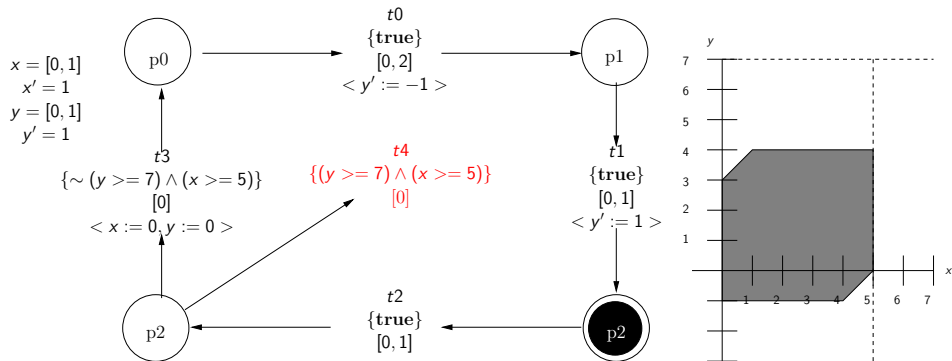 x = [0, 1]
x′ = 1
y = [0, 1]
y′ = 1
p0
t0
{true}
[0, 2]
< y′ := −1 >
p1
t3
{∼ (y >= 7) ∧ (x >= 5)}
[0]
< x := 0, y := 0 >
t4
{(y >= 7) ∧ (x >= 5)}
[0]
t1
{true}
[0, 1]
< y′ := 1 >
p2
t2
{true}
[0, 1]
p2
y
7
6
5
4
3
2
1
1 2 3 4 5 6 7
x